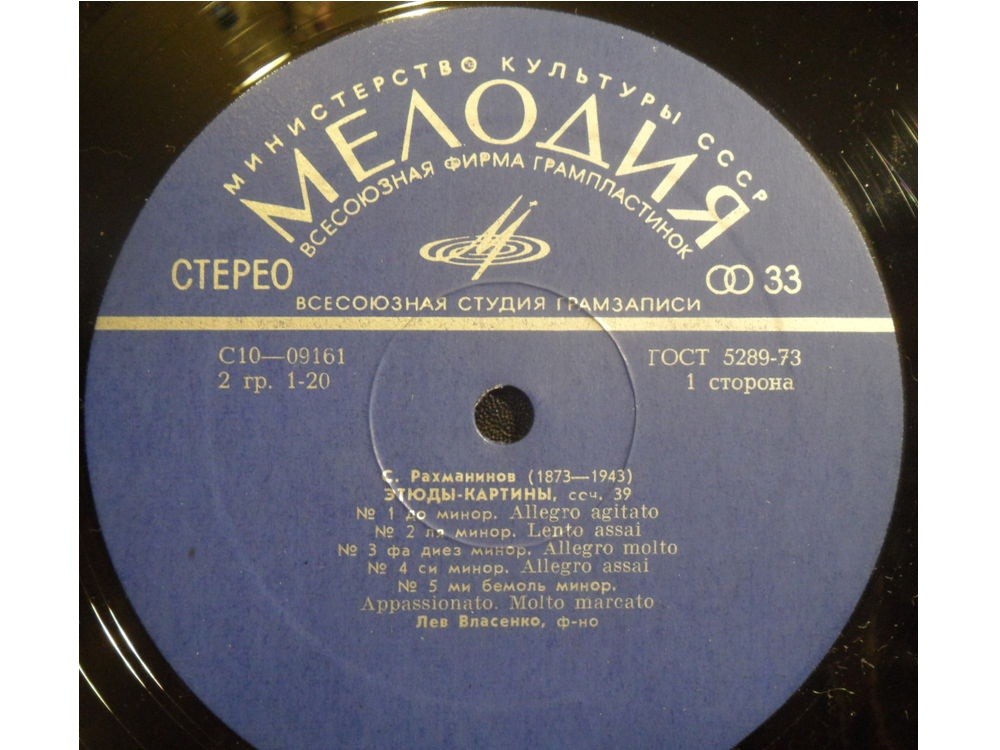 МИНИСТЕРСТВО КУЛЬТУРЫ СССР
МЕЛОДИЯ
ВСЕСОЮЗНАЯ ФИРМА ГРАМПЛАСТИНОК
СТЕРЕО
33
ВСЕСОЮЗНАЯ СТУДИЯ ГРАМЗАПИСИ
С10—09161
ГОСТ 5289-73
2 гр. 1-20
1 сторона
С. Рахманинов (1873—1943)
ЭТЮДЫ-КАРТИНЫ, соч. 39
№ 1 до минор. Allegro agitato
№ 2 ля минор. Lento assai
№ 3 фа диез минор. Allegro molto
№ 4 си минор. Allegro assai
№ 5 ми бемоль минор.
Appassionato. Molto marcato
Лев Власенко, ф-но